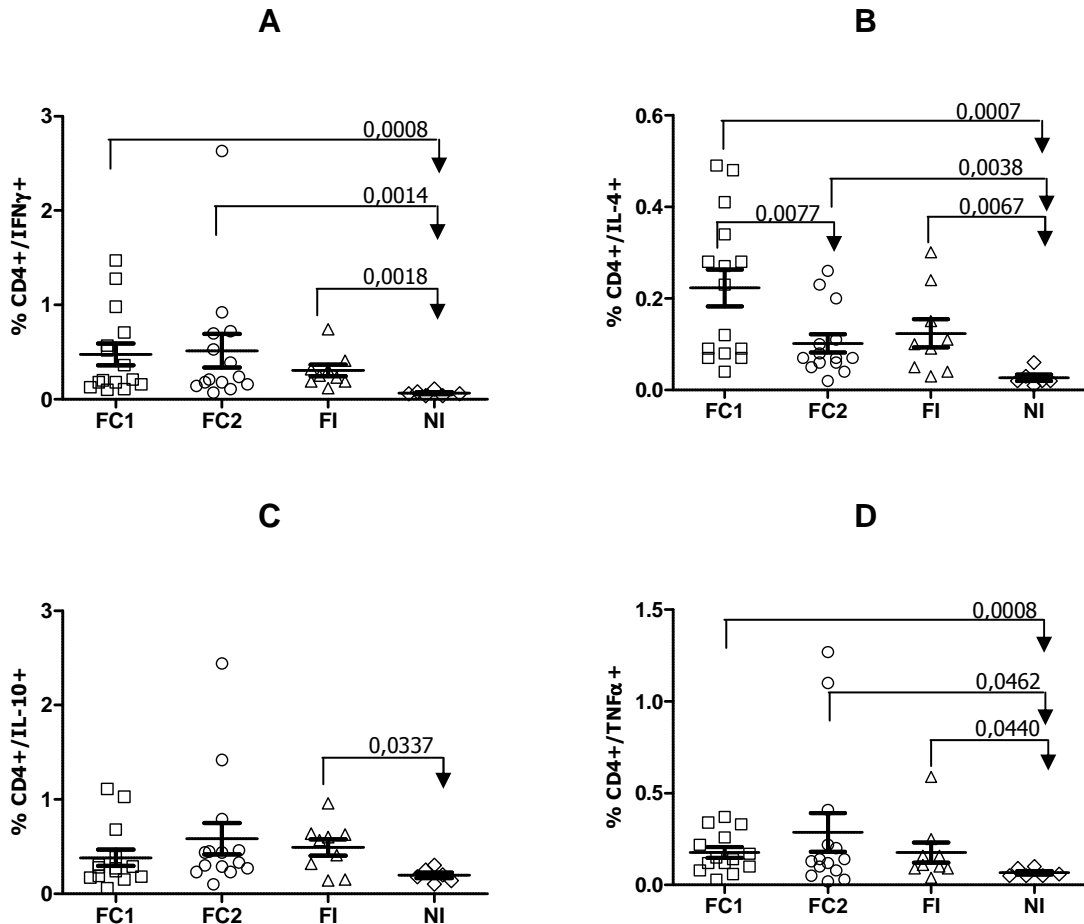 A
B
% CD4+/IFNγ+
3
2
1
0
0,0008
0,0014
0,0018
FC1 FC2 FI NI
% CD4+/IL-4+
0.6
0.4
0.2
0.0
0,0007
0,0038
0,0077
0,0067
FC1 FC2 FI NI
C
D
% CD4+/IL-10+
3
2
1
0
0,0337
FC1 FC2 FI NI
% CD4+/TNFα+
1.5
1.0
0.5
0.0
0,0008
0,0462
0,0440
FC1 FC2 FI NI